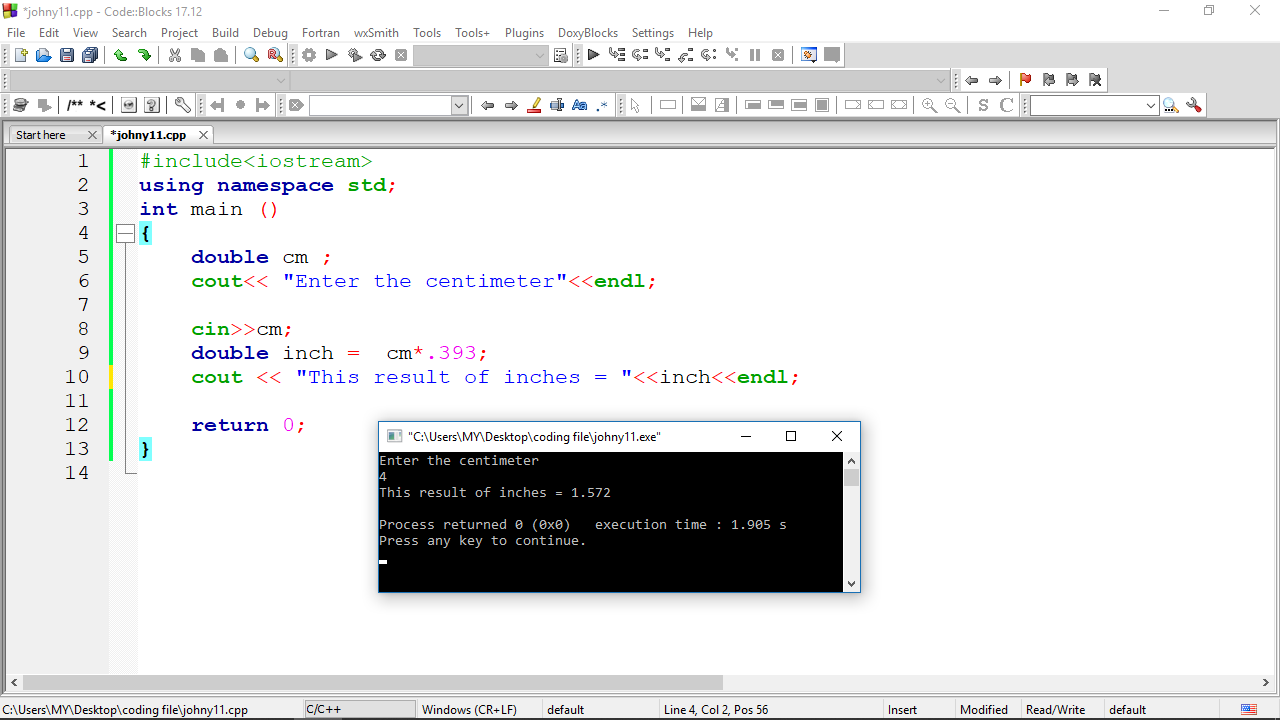 *johny11.cpp - Code::Blocks 17.12
File Edit View Search Project Build Debug Fortran wxSmith Tools Tools+ Plugins DoxyBlocks Settings Help
/** *<
Aa .*
S C
Start here *johny11.cpp
1 #include<iostream>
2 using namespace std;
3 int main ()
4 {
5 double cm ;
6 cout<< "Enter the centimeter"<<endl;
7
8 cin>>cm;
9 double inch =  cm*.393;
10 cout << "This result of inches = "<<inch<<endl;
11
12 return 0;
13 }
14
"C:\Users\MY\Desktop\coding file\johny11.exe"
Enter the centimeter
4
This result of inches = 1.572
Process returned 0 (0x0)   execution time : 1.905 s
Press any key to continue.
C:\Users\MY\Desktop\coding file\johny11.cpp C/C++ Windows (CR+LF) default Line 4, Col 2, Pos 56 Insert Modified Read/Write default